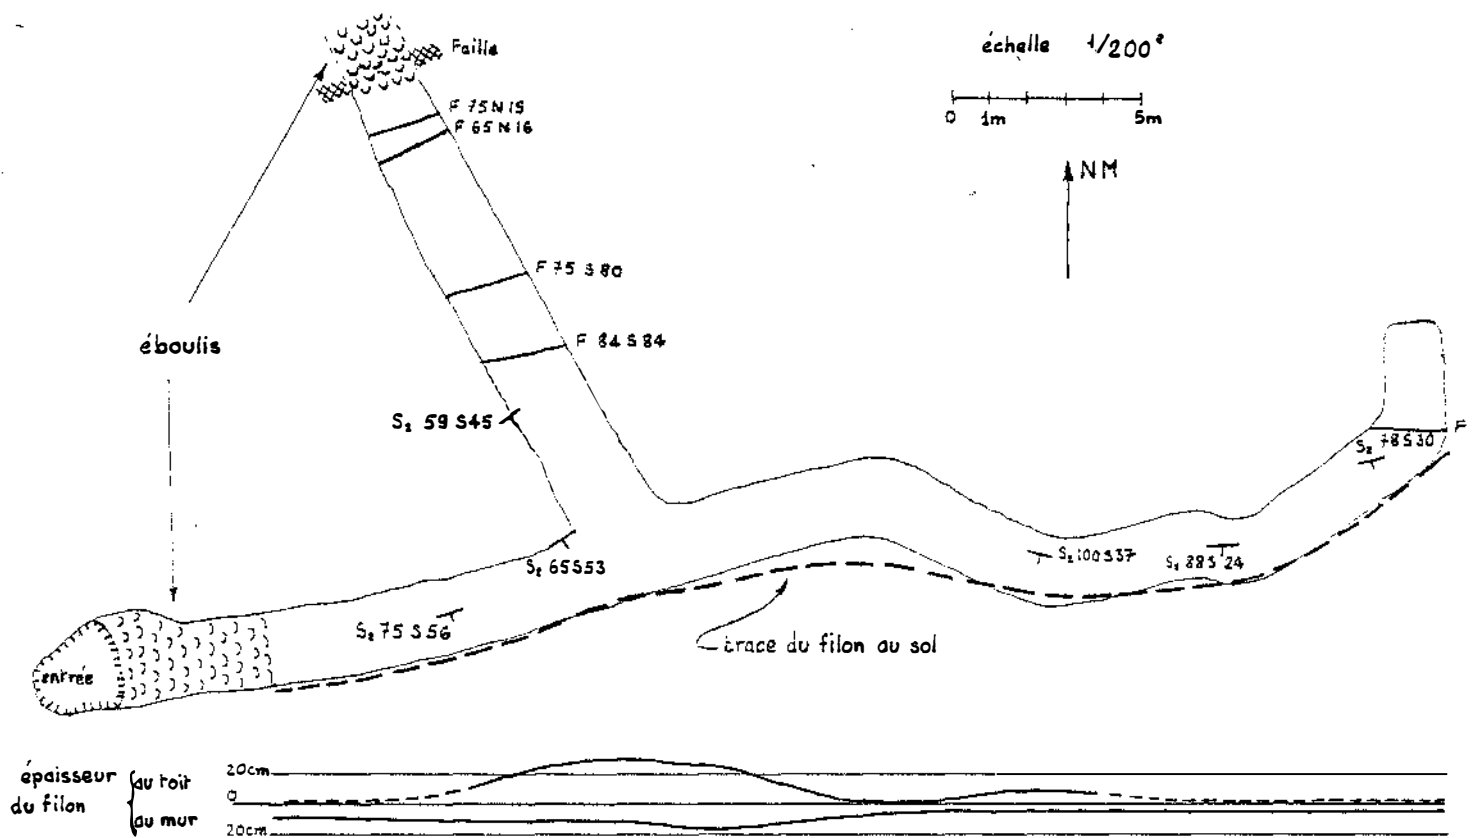 échelle 1/200e
0 1m 5m
NM
Faille
F 75 N 15
F 65 N 16
F 75 S 80
F 84 S 84
éboulis
S2 59 S45
F
S2 78 S 30
S2 65 S53
S2 100 S37
S2 88 S 24
S2 75 S 56
trace du filon au sol
entrée
épaisseur du filon
au toit
au mur
20cm
0
20cm